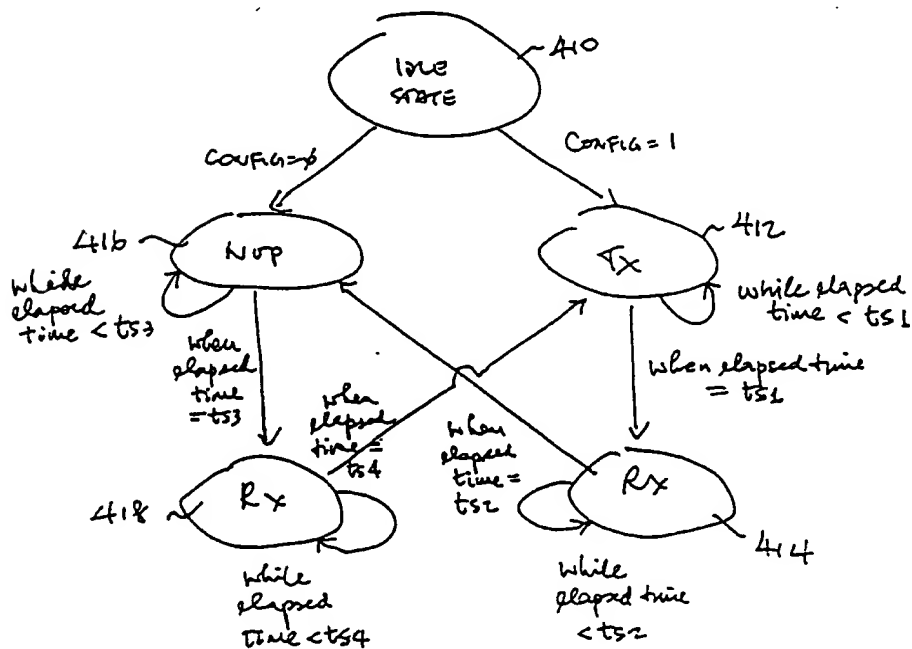 IDLE
STATE
410
CONFIG=φ
CONFIG = 1
416
NOP
412
Tx
while
elapsed
time < ts3
while elapsed
time < ts1
when
elapsed
time
=ts3
when elapsed time
= ts1
when
elapsed
time =
ts4
when
elapsed
time =
ts2
418
Rx
Rx
414
while
elapsed
time < ts4
while
elapsed time
< ts2